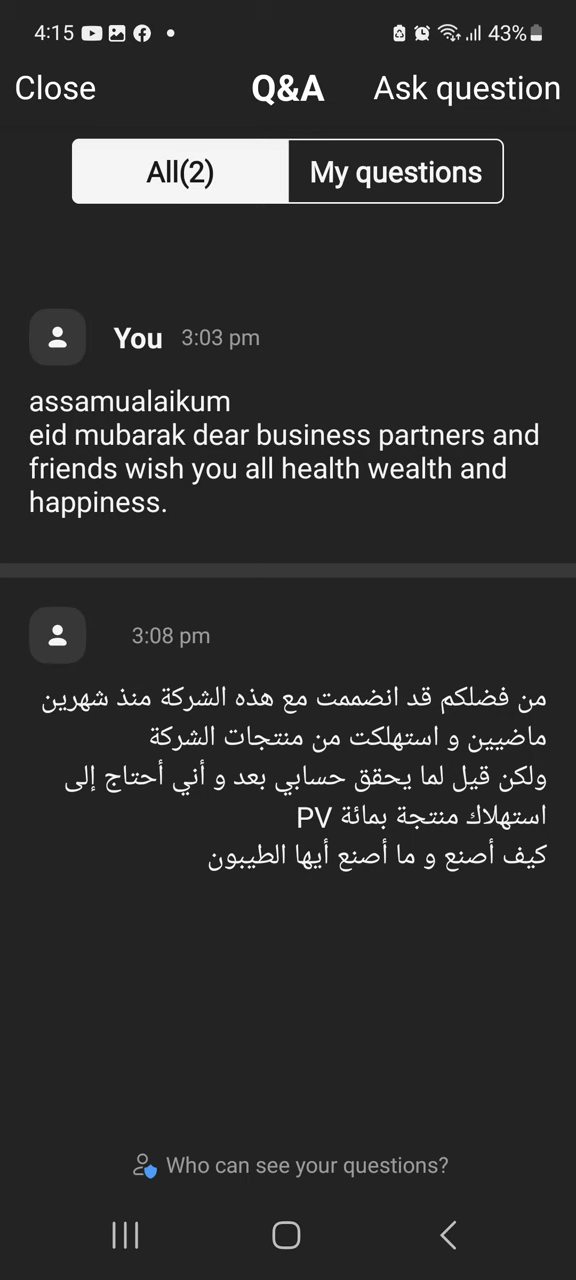 4:15
43%
Close
Q&A
Ask question
All(2)
My questions
You 3:03 pm
assamualaikum
eid mubarak dear business partners and
friends wish you all health wealth and
happiness.
3:08 pm
من فضلكم قد انضممت مع هذه الشركة منذ شهرين
ماضيين و استهلكت من منتجات الشركة
ولكن قيل لما يحقق حسابي بعد و أني أحتاج إلى
استهلاك منتجة بمائة PV
كيف أصنع و ما أصنع أيها الطيبون
Who can see your questions?